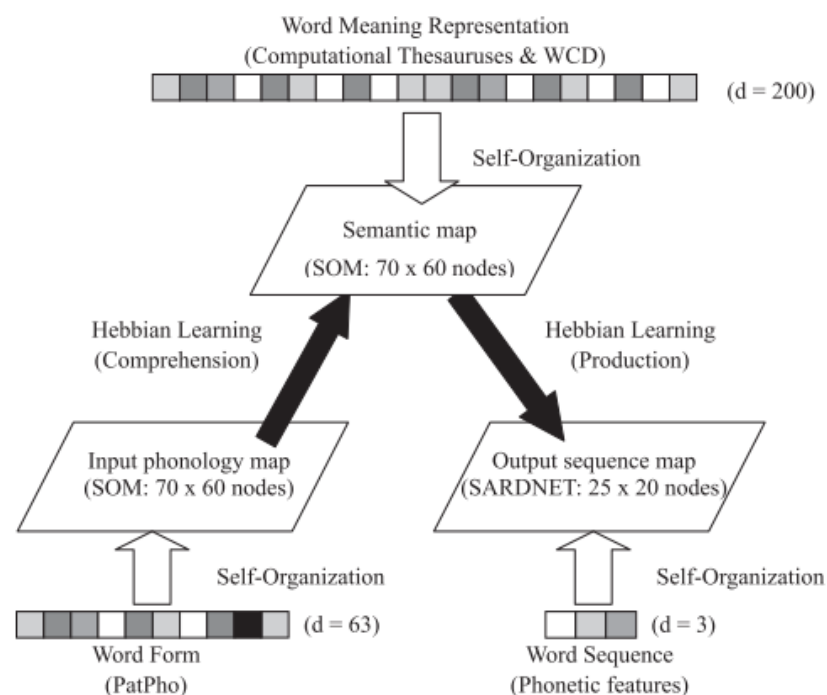 Word Meaning Representation
(Computational Thesauruses & WCD)
(d = 200)
Self-Organization
Semantic map
(SOM: 70 x 60 nodes)
Hebbian Learning
(Comprehension)
Hebbian Learning
(Production)
Input phonology map
(SOM: 70 x 60 nodes)
Output sequence map
(SARDNET: 25 x 20 nodes)
Self-Organization
Self-Organization
(d = 63)
(d = 3)
Word Form
(PatPho)
Word Sequence
(Phonetic features)